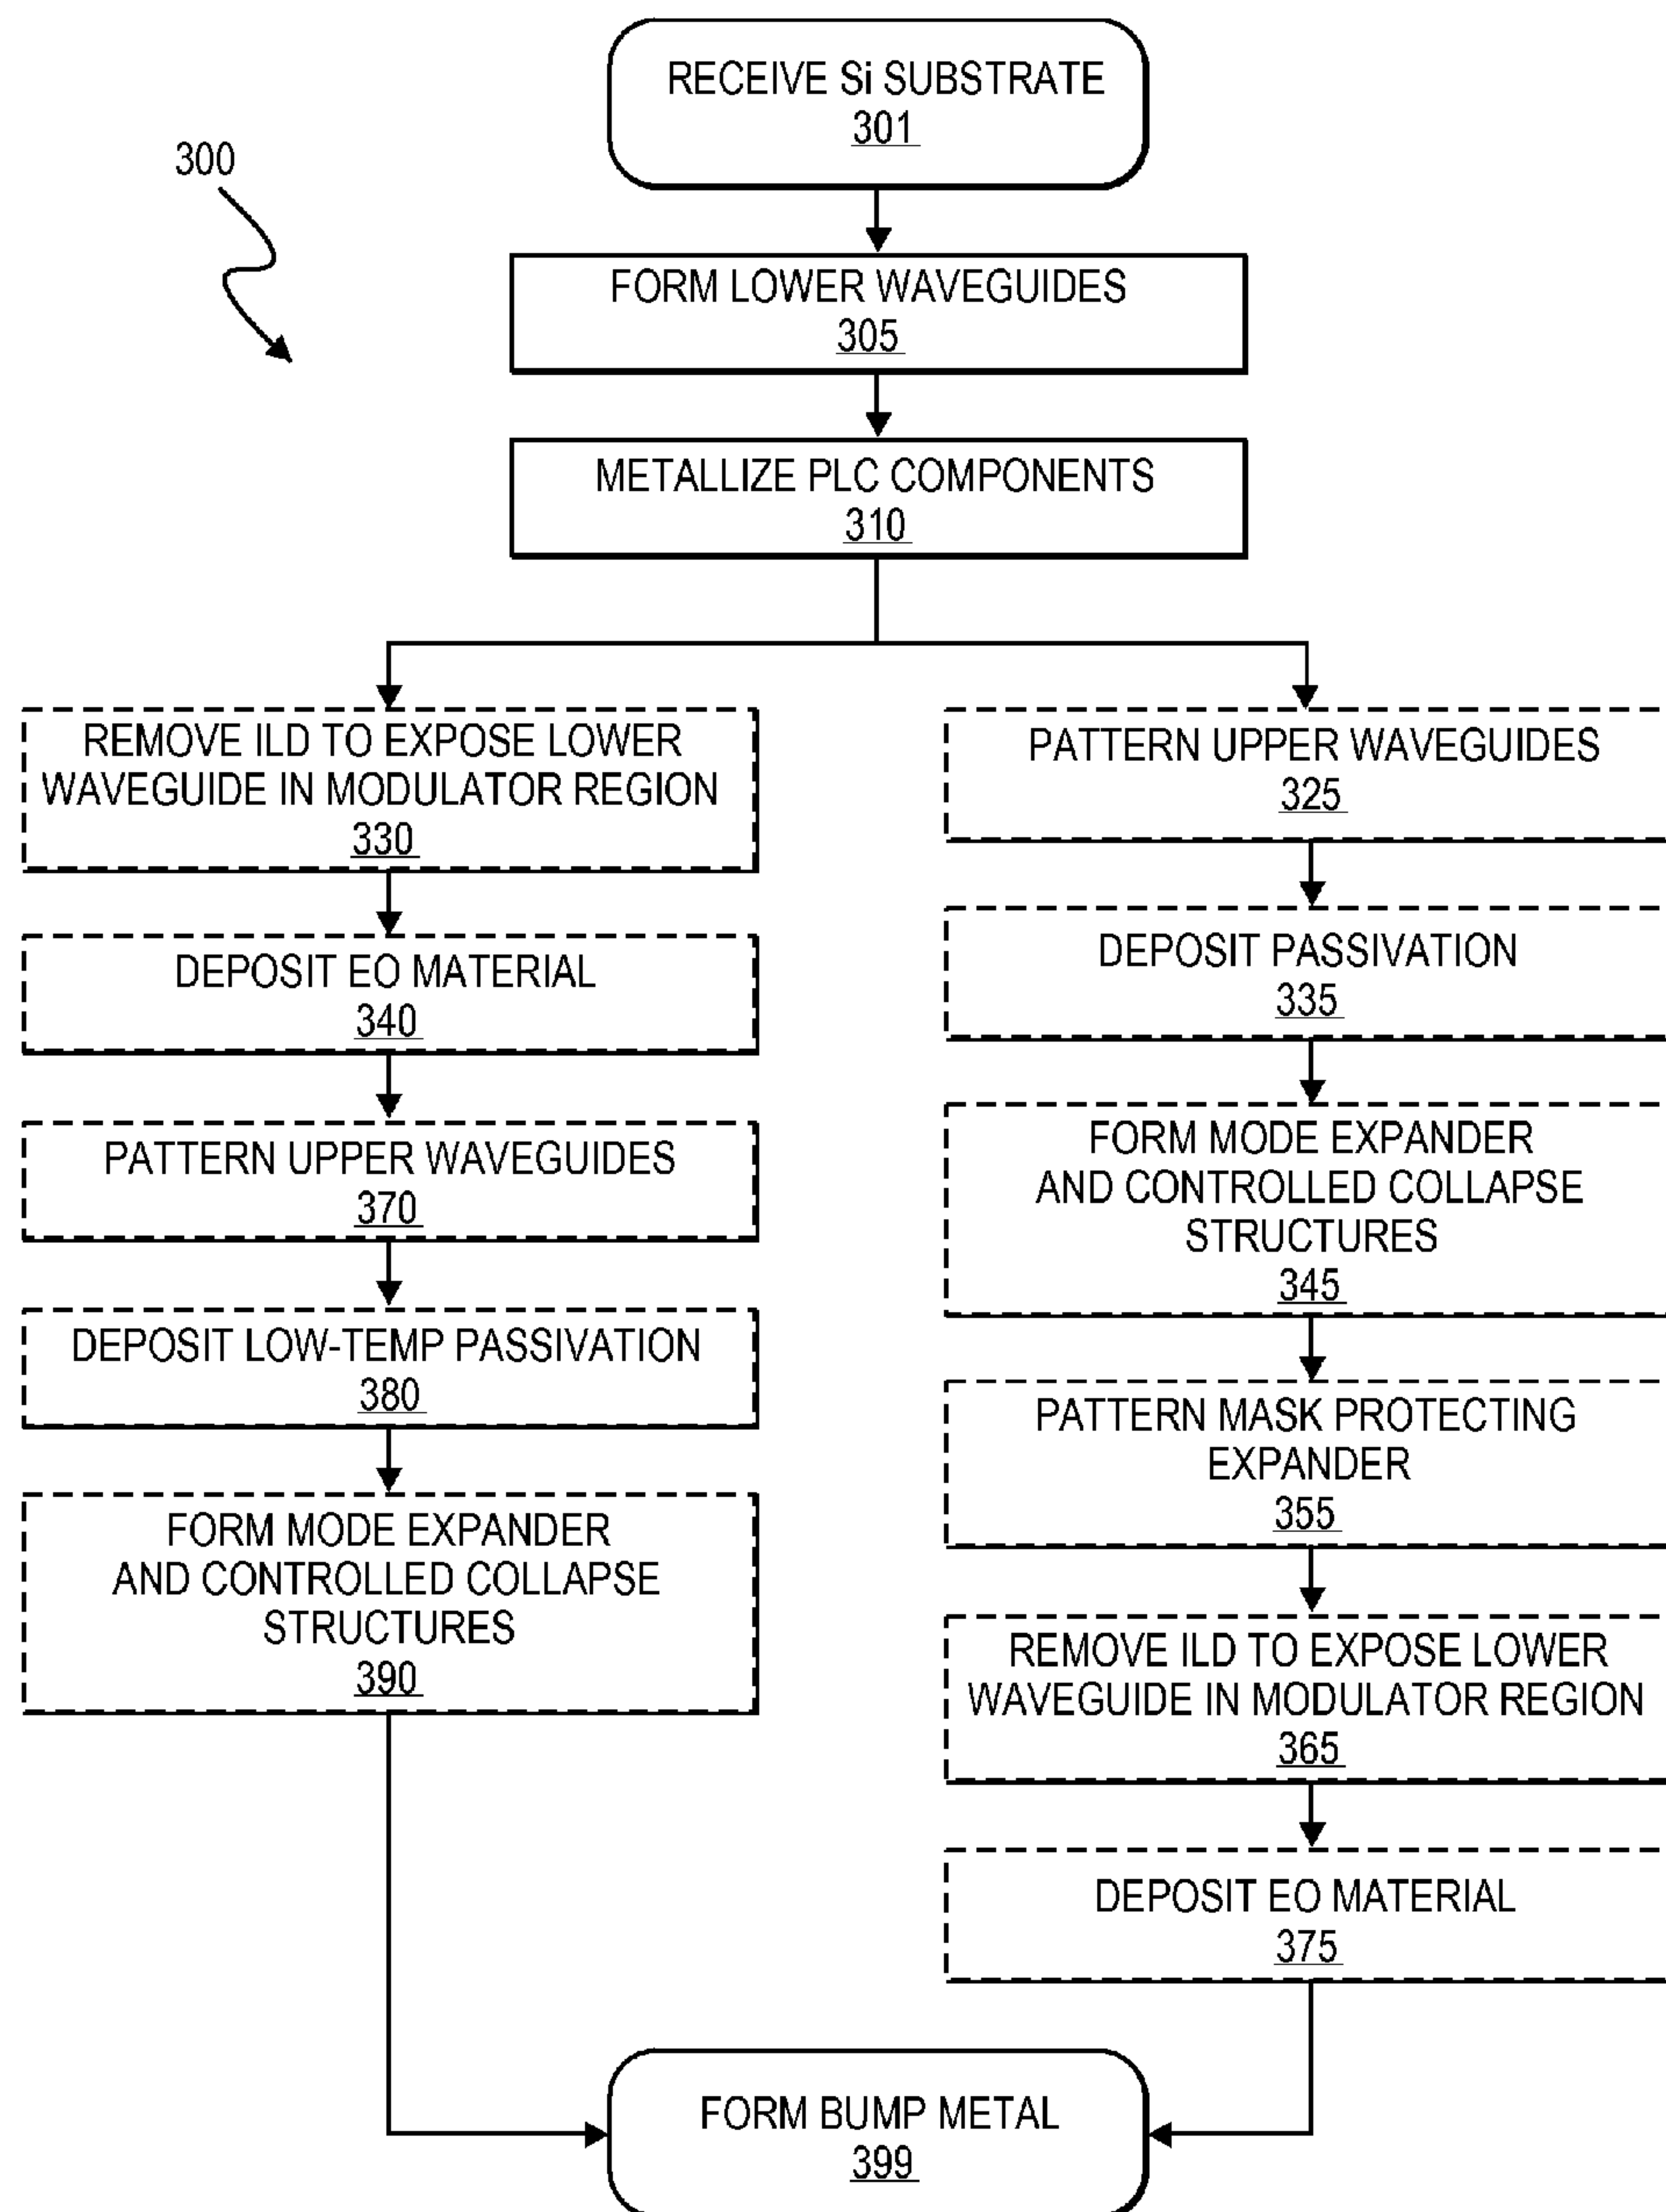 RECEIVE Si SUBSTRATE
301
300
FORM LOWER WAVEGUIDES
305
METALLIZE PLC COMPONENTS
310
REMOVE ILD TO EXPOSE LOWER
WAVEGUIDE IN MODULATOR REGION
330
DEPOSIT EO MATERIAL
340
PATTERN UPPER WAVEGUIDES
370
DEPOSIT LOW-TEMP PASSIVATION
380
FORM MODE EXPANDER
AND CONTROLLED COLLAPSE
STRUCTURES
390
PATTERN UPPER WAVEGUIDES
325
DEPOSIT PASSIVATION
335
FORM MODE EXPANDER
AND CONTROLLED COLLAPSE
STRUCTURES
345
PATTERN MASK PROTECTING
EXPANDER
355
REMOVE ILD TO EXPOSE LOWER
WAVEGUIDE IN MODULATOR REGION
365
DEPOSIT EO MATERIAL
375
FORM BUMP METAL
399